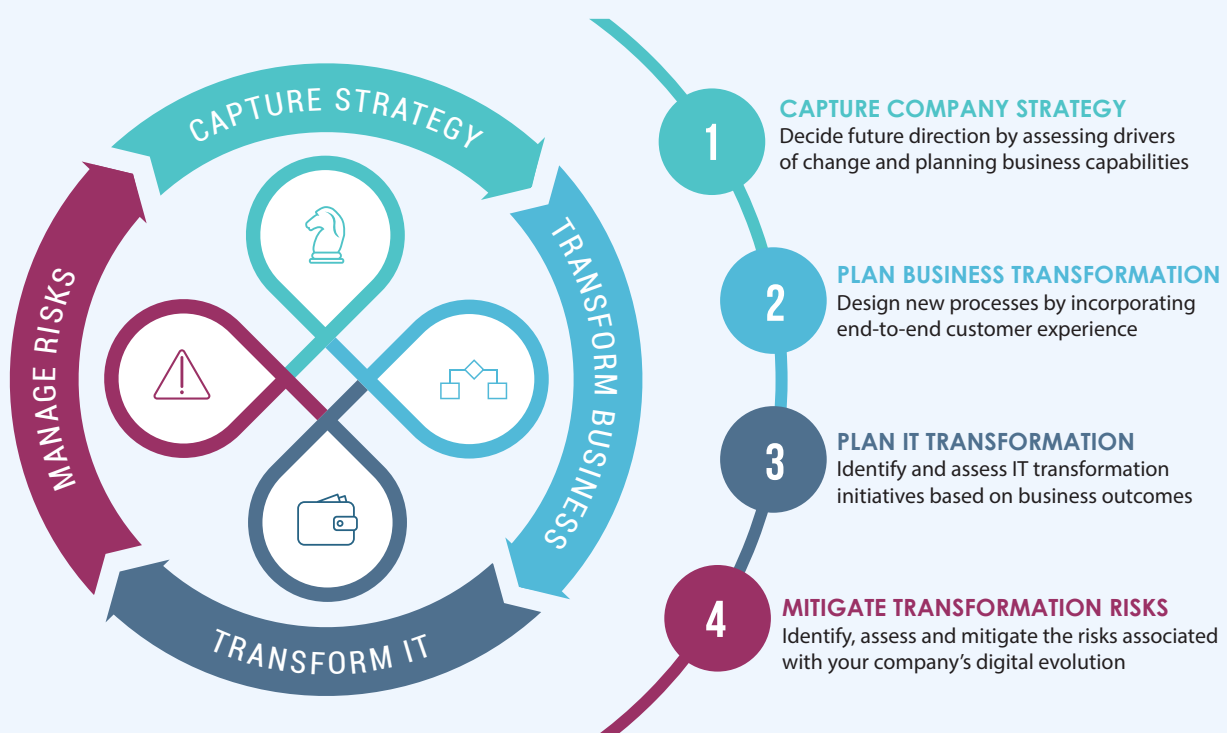 CAPTURE STRATEGY
TRANSFORM BUSINESS
TRANSFORM IT
MANAGE RISKS
1
CAPTURE COMPANY STRATEGY
Decide future direction by assessing drivers
of change and planning business capabilities
2
PLAN BUSINESS TRANSFORMATION
Design new processes by incorporating
end-to-end customer experience
3
PLAN IT TRANSFORMATION
Identify and assess IT transformation
initiatives based on business outcomes
4
MITIGATE TRANSFORMATION RISKS
Identify, assess and mitigate the risks associated
with your company’s digital evolution